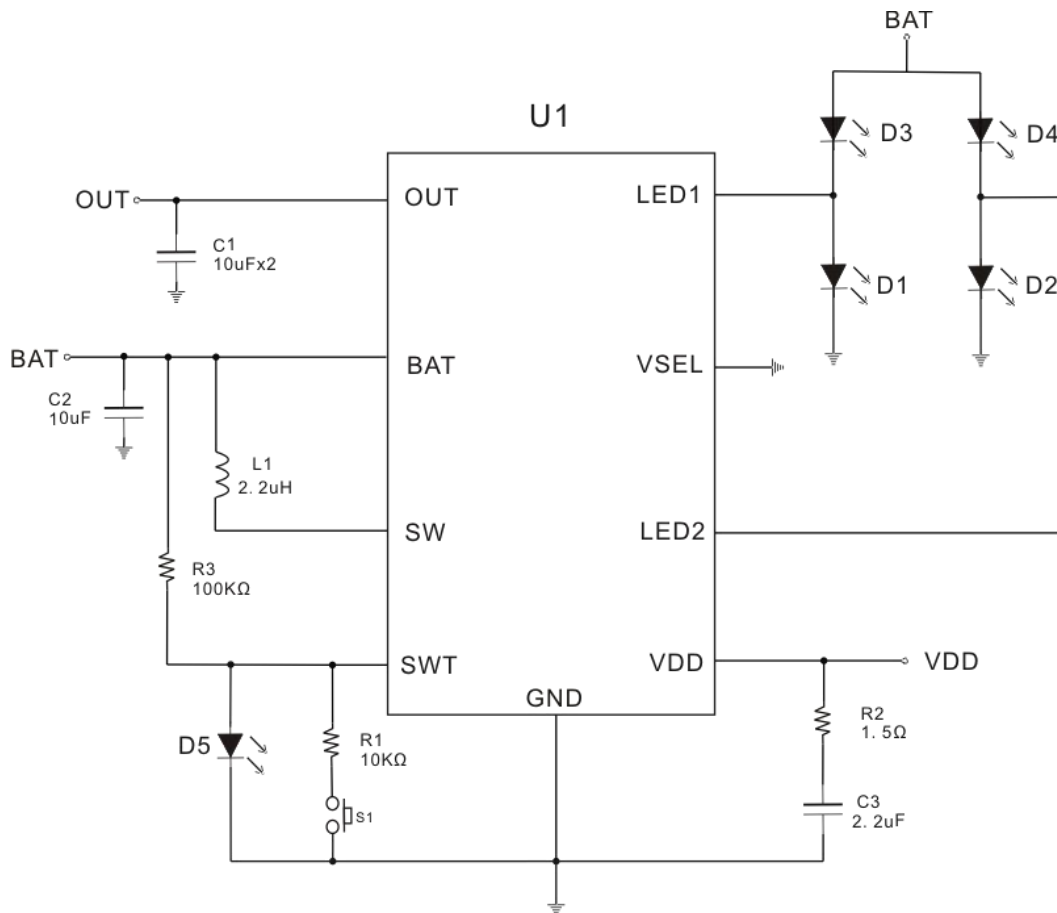 BAT
U1
D3
D4
OUT
OUT
LED1
C1
10uFx2
D1
D2
BAT
BAT
VSEL
C2
10uF
L1
2.2uH
SW
LED2
R3
100KΩ
SWT
VDD
VDD
GND
D5
R1
10KΩ
R2
1.5Ω
S1
C3
2.2uF